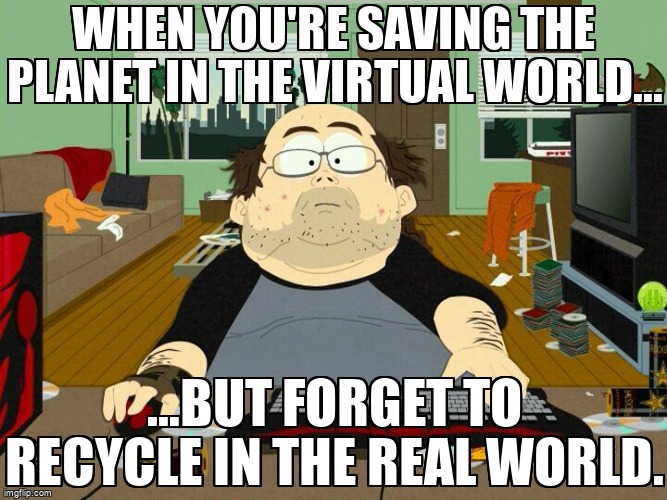 WHEN YOU'RE SAVING THE
PLANET IN THE VIRTUAL WORLD...
...BUT FORGET TO
RECYCLE IN THE REAL WORLD.
imgflip.com